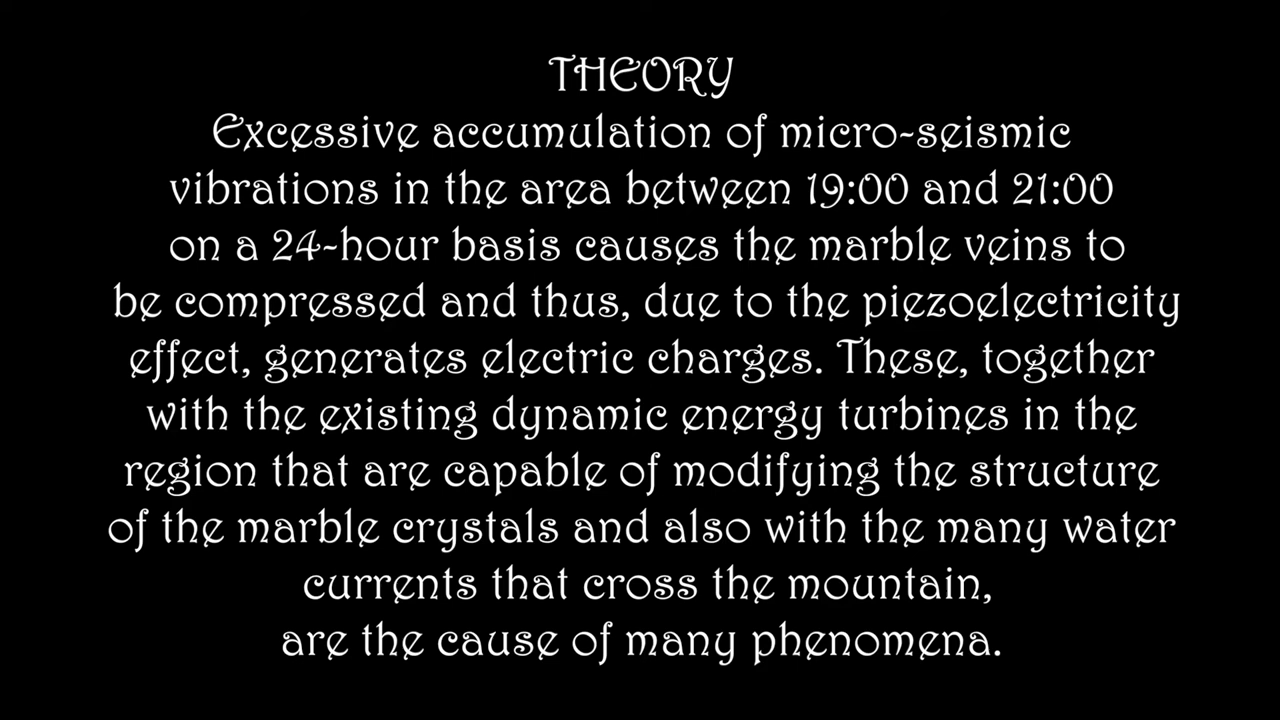 THEORY
Excessive accumulation of micro-seismic
vibrations in the area between 19:00 and 21:00
on a 24-hour basis causes the marble veins to
be compressed and thus, due to the piezoelectricity
effect, generates electric charges. These, together
with the existing dynamic energy turbines in the
region that are capable of modifying the structure
of the marble crystals and also with the many water
currents that cross the mountain,
are the cause of many phenomena.